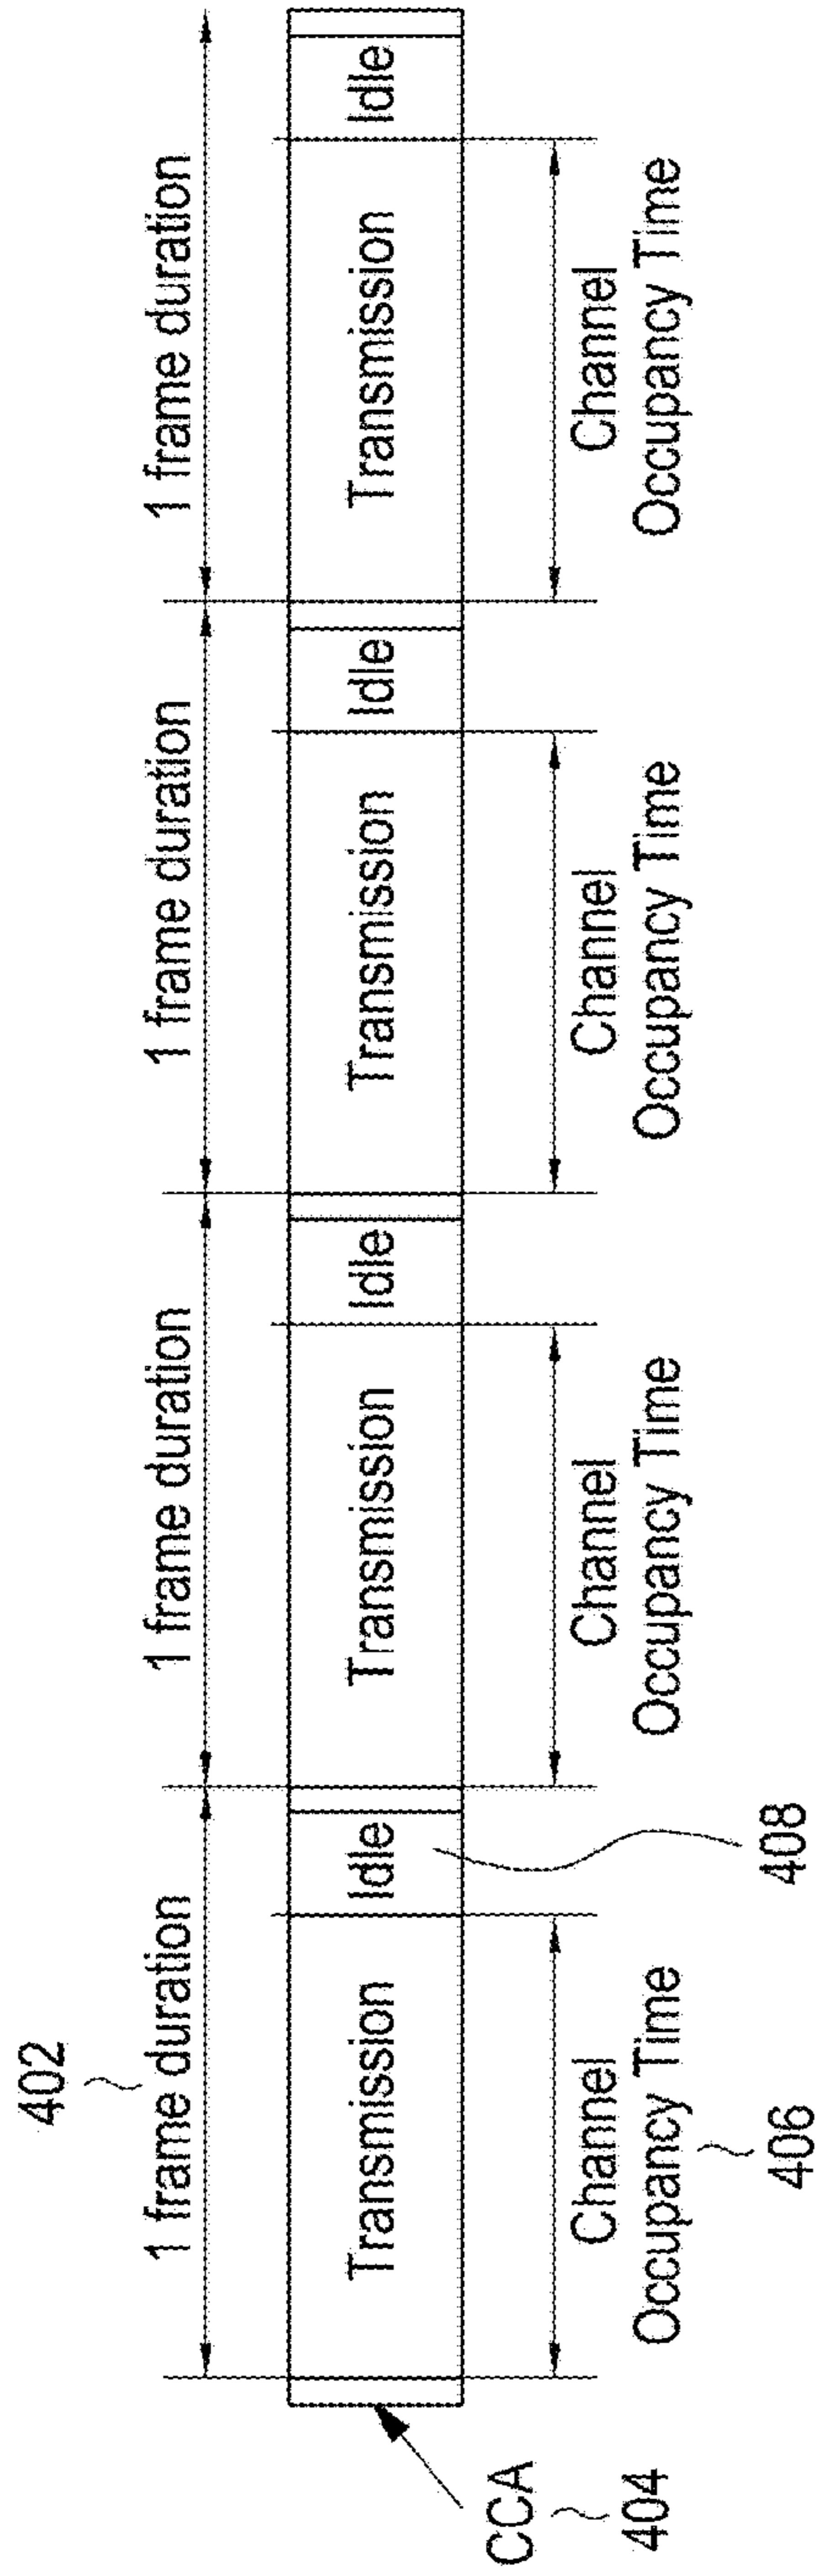 402
1 frame duration
1 frame duration
1 frame duration
1 frame duration
Transmission
Idle
Transmission
Idle
Transmission
Idle
Transmission
Idle
CCA
404
Channel
Occupancy Time
406
408
Channel
Occupancy Time
Channel
Occupancy Time
Channel
Occupancy Time